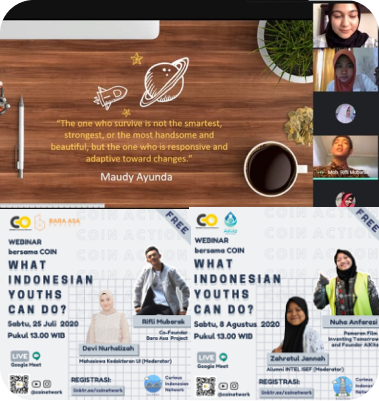 "The one who survive is not the smartest,
strongest, or the most handsome and
beautiful, but the one who is responsive and
adaptive toward changes."
Maudy Ayunda
Moh. Rifli Mubarak
CO
BARA ASA
FREE
COIN ACTION
WEBINAR
bersama COIN
WHAT
INDONESIAN
YOUTHS
CAN DO?
Sabtu, 25 Juli 2020
Pukul 13.00 WIB
Rifli Mubarak
Co-Founder
Bara Asa Project
Devi Nurhalizah
Mahasiswa Kedokteran UI (Moderator)
LIVE
Google Meet
@coinetwork
REGISTRASI:
linktr.ee/coinetwork
Corinna
Indonesian
Network
CO
FREE
COIN ACTION
WEBINAR
bersama COIN
WHAT
INDONESIAN
YOUTHS
CAN DO?
Sabtu, 8 Agustus 2020
Pukul 13.00 WIB
Nuha Anfaresi
Pameran Film
Inventing Tomorrow
and Founder AIKita
Zahratul Jannah
Alumni INTEL ISEF (Moderator)
LIVE
Google Meet
@coinetwork
REGISTRASI:
linktr.ee/coinetwork
Indonesian
Network